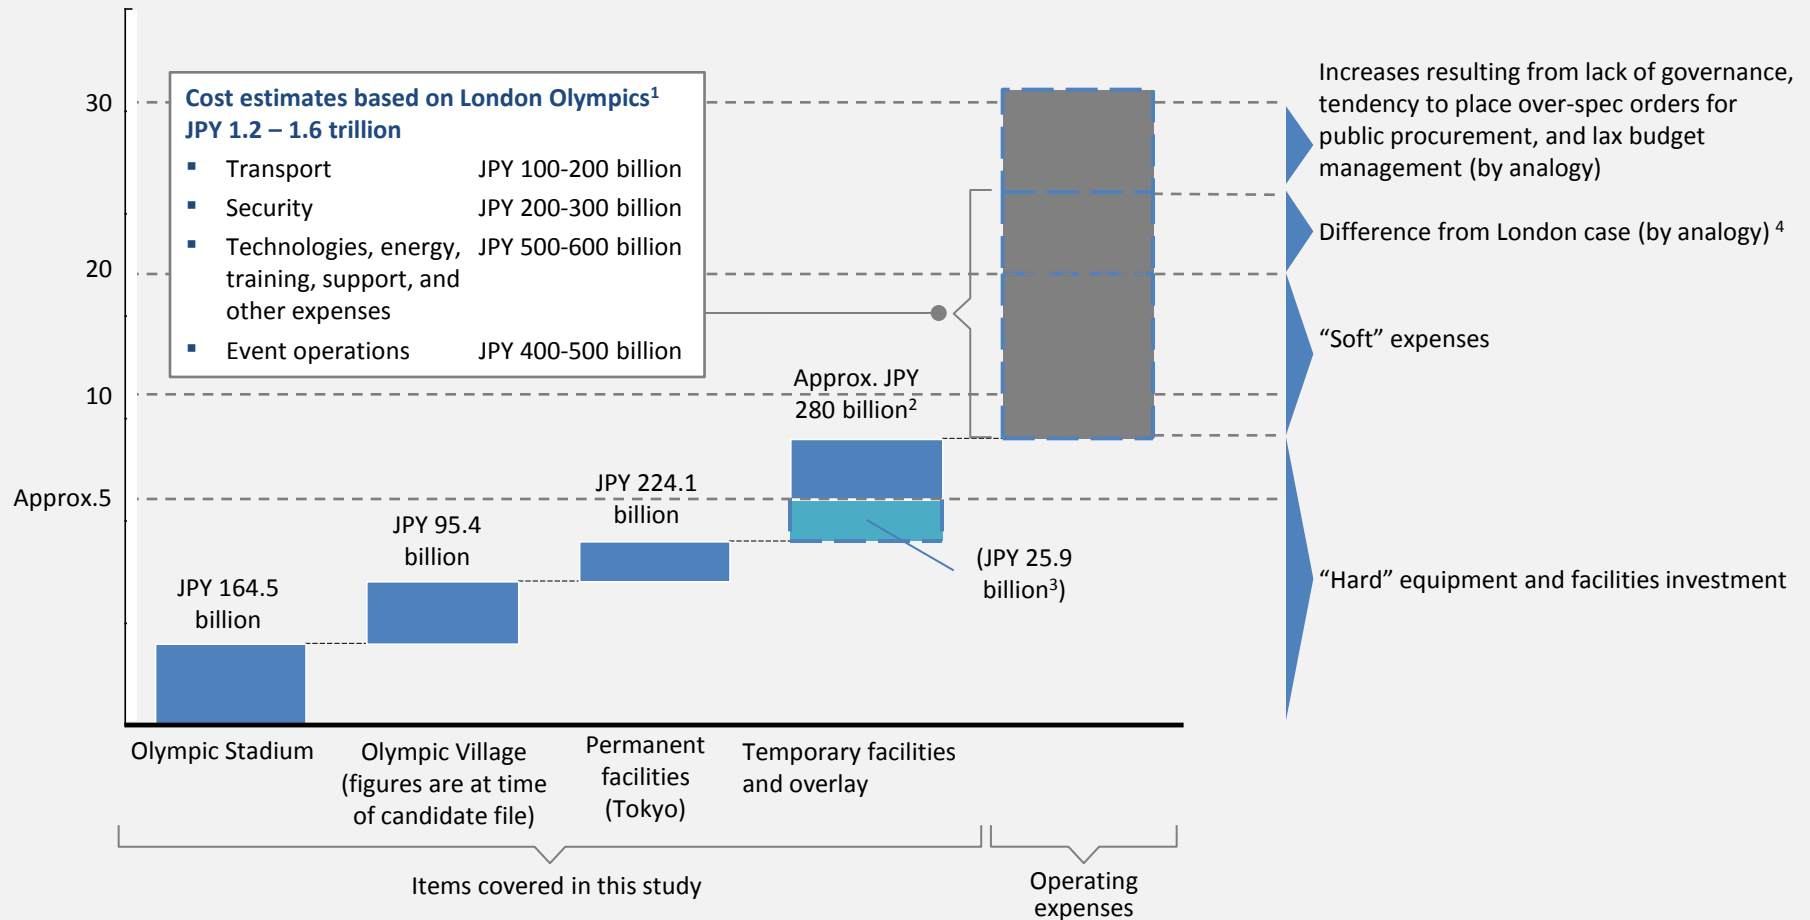 30
20
10
Approx.5
Cost estimates based on London Olympics1
JPY 1.2 – 1.6 trillion
▪ Transport JPY 100-200 billion
▪ Security JPY 200-300 billion
▪ Technologies, energy, JPY 500-600 billion
training, support, and
other expenses
▪ Event operations JPY 400-500 billion
JPY 164.5
billion
JPY 95.4
billion
JPY 224.1
billion
Approx. JPY
280 billion2
(JPY 25.9
billion3)
Increases resulting from lack of governance,
tendency to place over-spec orders for
public procurement, and lax budget
management (by analogy)
Difference from London case (by analogy) 4
“Soft” expenses
“Hard” equipment and facilities investment
Olympic Stadium
Olympic Village
(figures are at time
of candidate file)
Permanent
facilities
(Tokyo)
Temporary facilities
and overlay
Items covered in this study
Operating
expenses